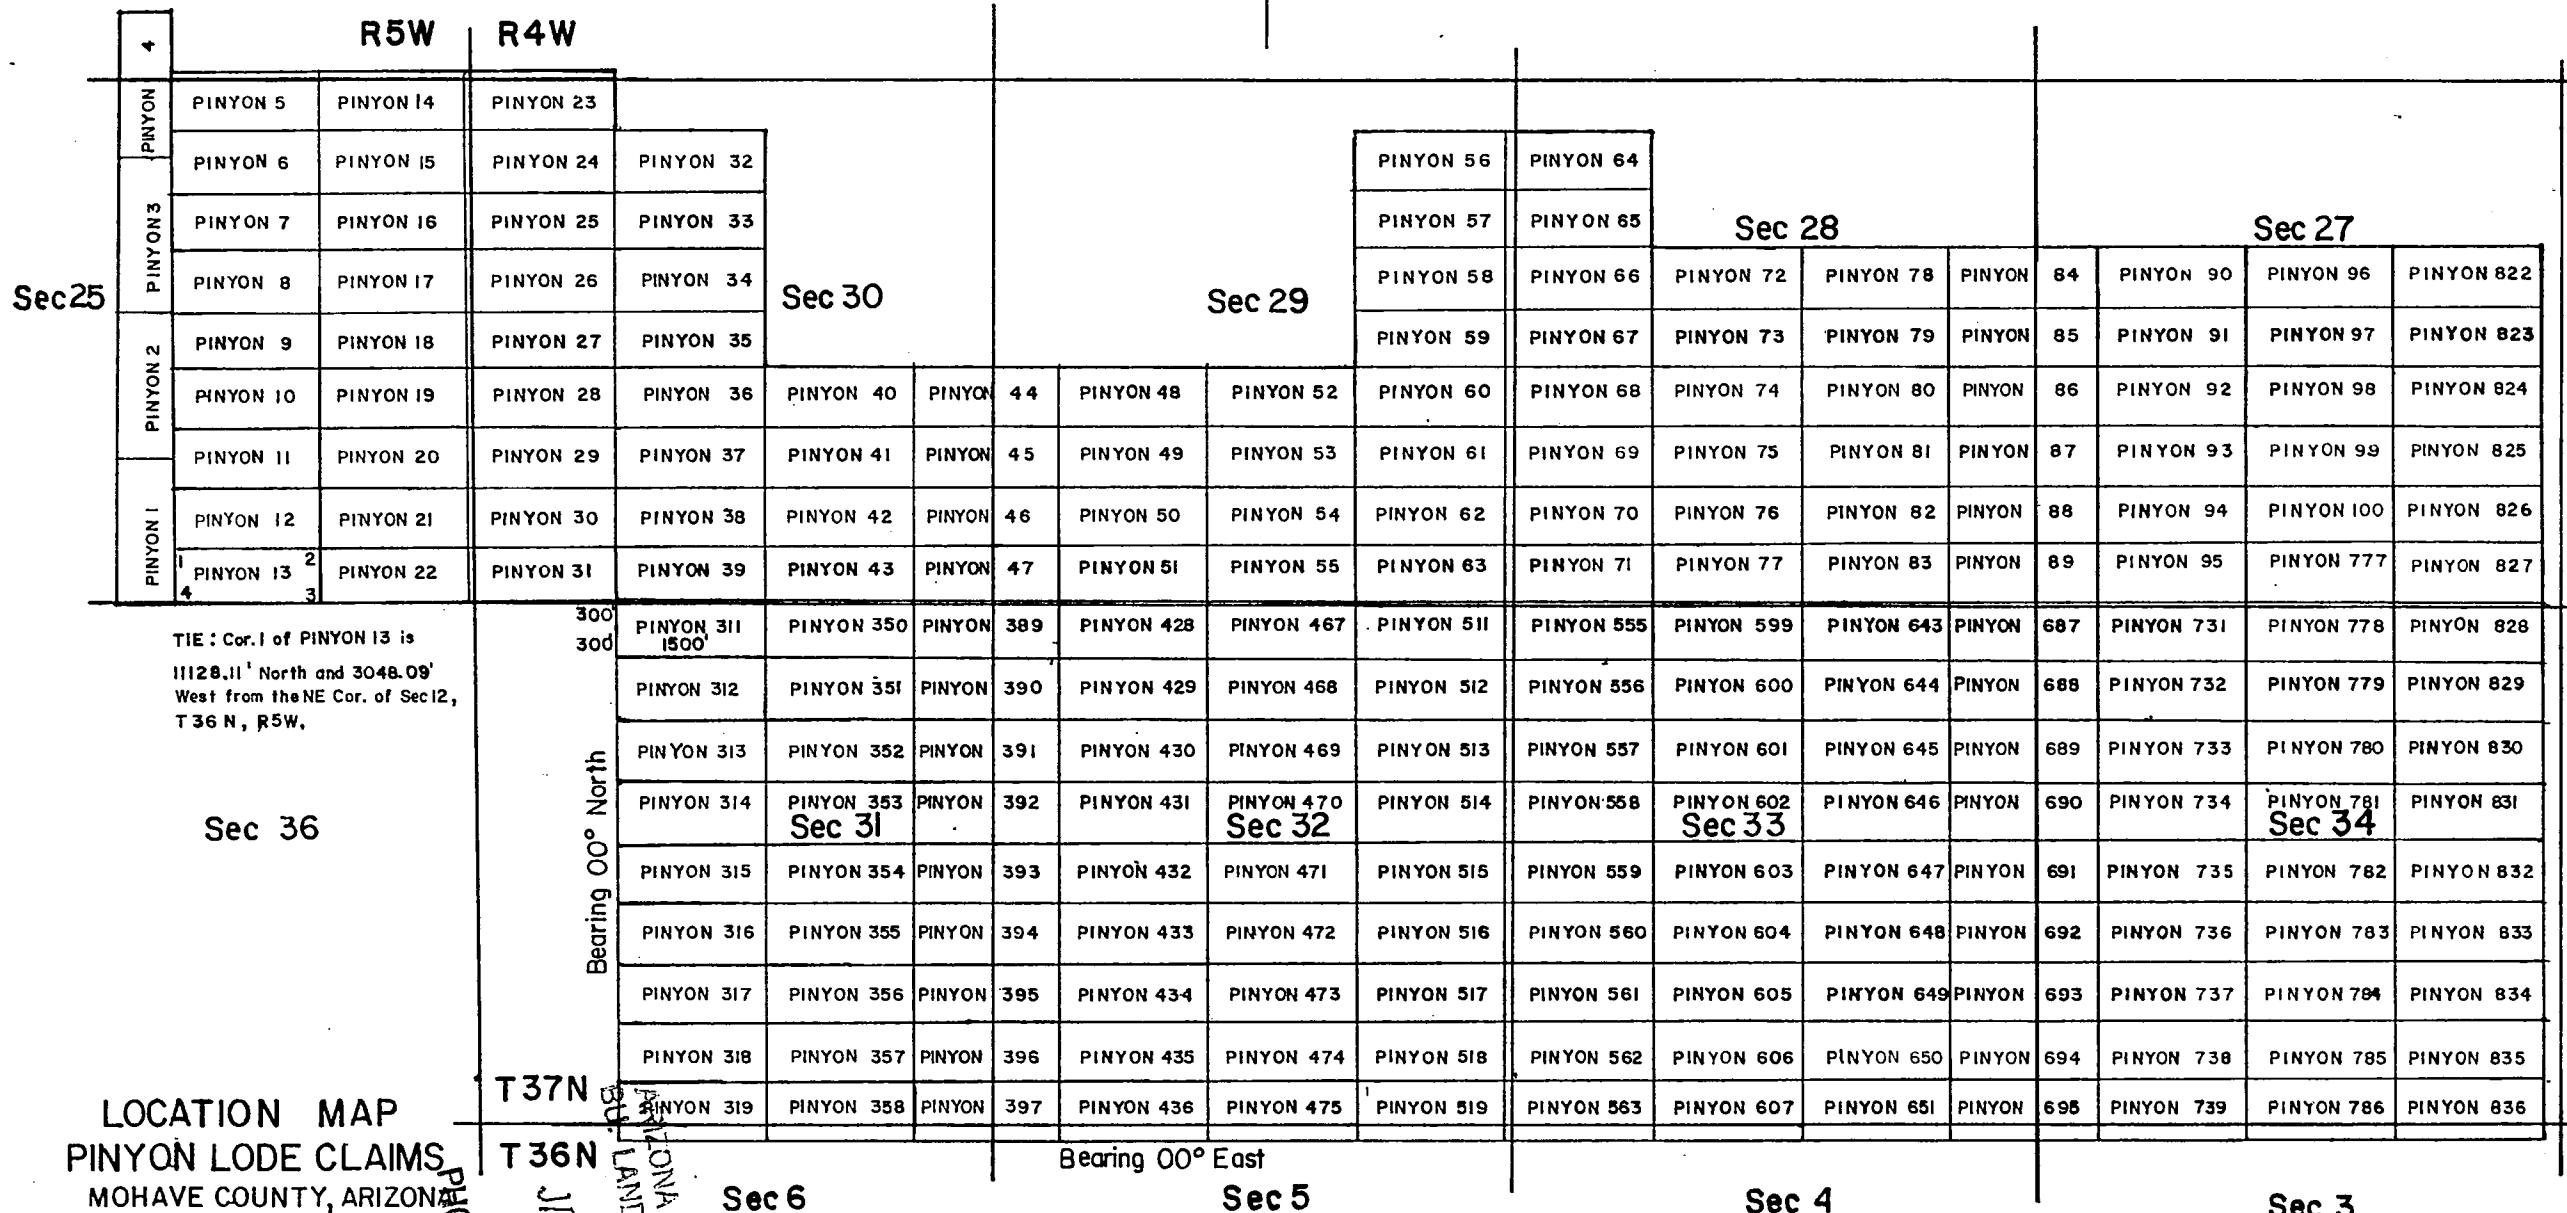 R5W R4W
4
PINYON PINYON 5 PINYON 14 PINYON 23
PINYON 6 PINYON 15 PINYON 24 PINYON 32 PINYON 56 PINYON 64
PINYON 3 PINYON 7 PINYON 16 PINYON 25 PINYON 33 PINYON 57 PINYON 65 Sec 28 Sec 27
Sec 25 PINYON 8 PINYON 17 PINYON 26 PINYON 34 Sec 30 Sec 29 PINYON 58 PINYON 66 PINYON 72 PINYON 78 PINYON 84 PINYON 90 PINYON 96 PINYON 822
PINYON 2 PINYON 9 PINYON 18 PINYON 27 PINYON 35 PINYON 59 PINYON 67 PINYON 73 PINYON 79 PINYON 85 PINYON 91 PINYON 97 PINYON 823
PINYON 10 PINYON 19 PINYON 28 PINYON 36 PINYON 40 PINYON 44 PINYON 48 PINYON 52 PINYON 60 PINYON 68 PINYON 74 PINYON 80 PINYON 86 PINYON 92 PINYON 98 PINYON 824
PINYON 11 PINYON 20 PINYON 29 PINYON 37 PINYON 41 PINYON 45 PINYON 49 PINYON 53 PINYON 61 PINYON 69 PINYON 75 PINYON 81 PINYON 87 PINYON 93 PINYON 99 PINYON 825
PINYON 1 PINYON 12 PINYON 21 PINYON 30 PINYON 38 PINYON 42 PINYON 46 PINYON 50 PINYON 54 PINYON 62 PINYON 70 PINYON 76 PINYON 82 PINYON 88 PINYON 94 PINYON 100 PINYON 826
1 2
PINYON 13 PINYON 22 PINYON 31 PINYON 39 PINYON 43 PINYON 47 PINYON 51 PINYON 55 PINYON 63 PINYON 71 PINYON 77 PINYON 83 PINYON 89 PINYON 95 PINYON 777 PINYON 827
4 3
300'
PINYON 311 PINYON 350 PINYON 389 PINYON 428 PINYON 467 PINYON 511 PINYON 555 PINYON 599 PINYON 643 PINYON 687 PINYON 731 PINYON 778 PINYON 828
300' 1500'
TIE: Cor. 1 of PINYON 13 is
11128.11' North and 3048.09'
West from the NE Cor. of Sec 12,
T 36 N, R5W.
PINYON 312 PINYON 351 PINYON 390 PINYON 429 PINYON 468 PINYON 512 PINYON 556 PINYON 600 PINYON 644 PINYON 688 PINYON 732 PINYON 779 PINYON 829
PINYON 313 PINYON 352 PINYON 391 PINYON 430 PINYON 469 PINYON 513 PINYON 557 PINYON 601 PINYON 645 PINYON 689 PINYON 733 PINYON 780 PINYON 830
PINYON 314 PINYON 353 PINYON 392 PINYON 431 PINYON 470 PINYON 514 PINYON 558 PINYON 602 PINYON 646 PINYON 690 PINYON 734 PINYON 781 PINYON 831
Sec 36 Sec 31 Sec 32 Sec 33 Sec 34
Bearing 00° North
PINYON 315 PINYON 354 PINYON 393 PINYON 432 PINYON 471 PINYON 515 PINYON 559 PINYON 603 PINYON 647 PINYON 691 PINYON 735 PINYON 782 PINYON 832
PINYON 316 PINYON 355 PINYON 394 PINYON 433 PINYON 472 PINYON 516 PINYON 560 PINYON 604 PINYON 648 PINYON 692 PINYON 736 PINYON 783 PINYON 833
PINYON 317 PINYON 356 PINYON 395 PINYON 434 PINYON 473 PINYON 517 PINYON 561 PINYON 605 PINYON 649 PINYON 693 PINYON 737 PINYON 784 PINYON 834
PINYON 318 PINYON 357 PINYON 396 PINYON 435 PINYON 474 PINYON 518 PINYON 562 PINYON 606 PINYON 650 PINYON 694 PINYON 738 PINYON 785 PINYON 835
T37N
PINYON 319 PINYON 358 PINYON 397 PINYON 436 PINYON 475 PINYON 519 PINYON 563 PINYON 607 PINYON 651 PINYON 695 PINYON 739 PINYON 786 PINYON 836
T36N Bearing 00° East
ARIZONA
BU. LAND
Sec 6 Sec 5 Sec 4 Sec 3
LOCATION MAP
PINYON LODE CLAIMS
MOHAVE COUNTY, ARIZONA